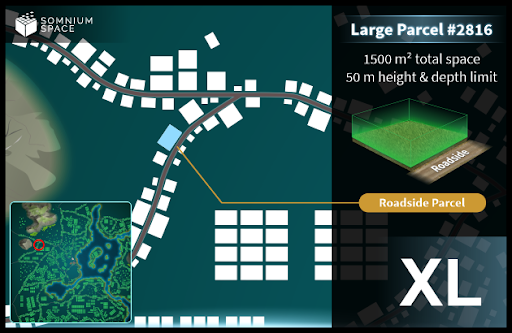 SOMNIUM
SPACE
Large Parcel #2816
1500 m² total space
50 m height & depth limit
Roadside
Roadside Parcel
XL